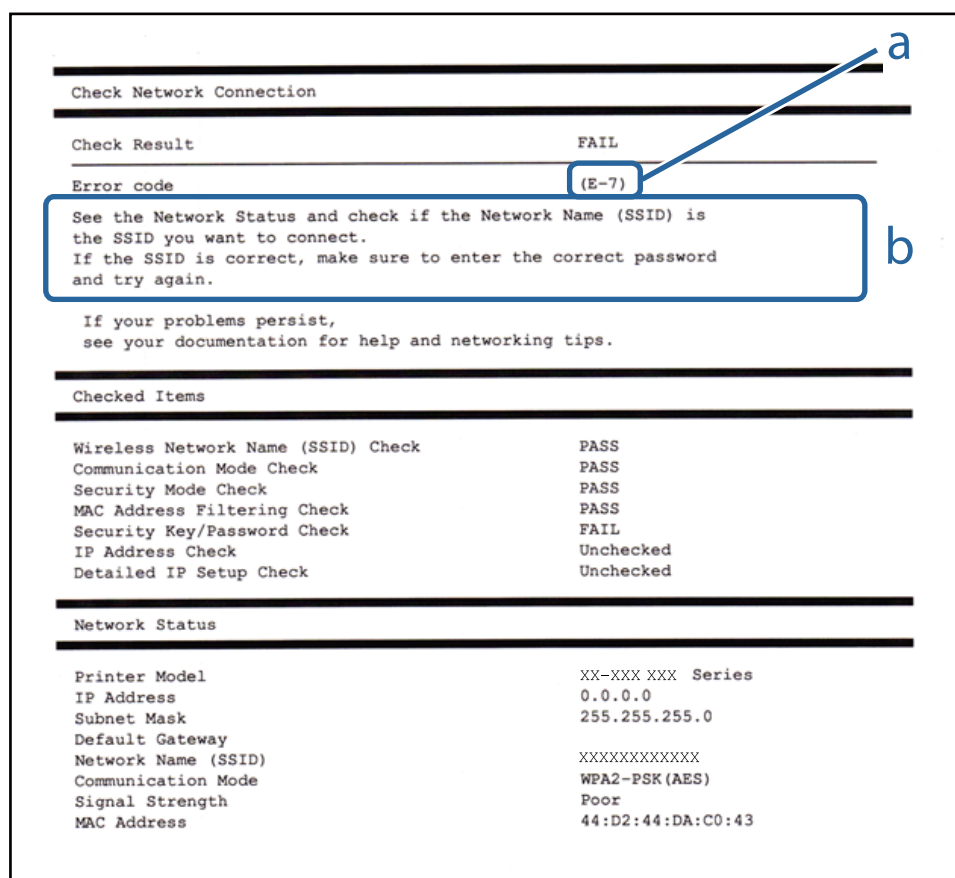 a
Check Network Connection
Check Result FAIL
Error code (E-7)
See the Network Status and check if the Network Name (SSID) is
the SSID you want to connect.
If the SSID is correct, make sure to enter the correct password
and try again.
b
If your problems persist,
see your documentation for help and networking tips.
Checked Items
Wireless Network Name (SSID) Check PASS
Communication Mode Check PASS
Security Mode Check PASS
MAC Address Filtering Check PASS
Security Key/Password Check FAIL
IP Address Check Unchecked
Detailed IP Setup Check Unchecked
Network Status
Printer Model XX-XXX XXX Series
IP Address 0.0.0.0
Subnet Mask 255.255.255.0
Default Gateway
Network Name (SSID) XXXXXXXXXXXX
Communication Mode WPA2-PSK(AES)
Signal Strength Poor
MAC Address 44:D2:44:DA:C0:43